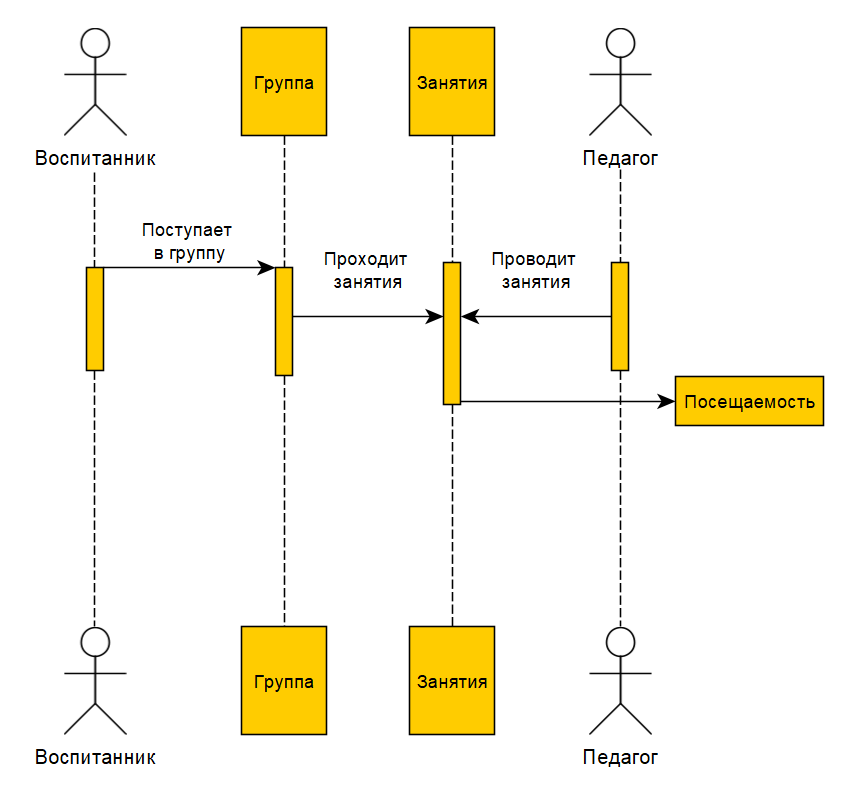 Группа
Занятия
Воспитанник
Педагог
Поступает
в группу
Проходит
занятия
Проводит
занятия
Посещаемость
Группа
Занятия
Воспитанник
Педагог